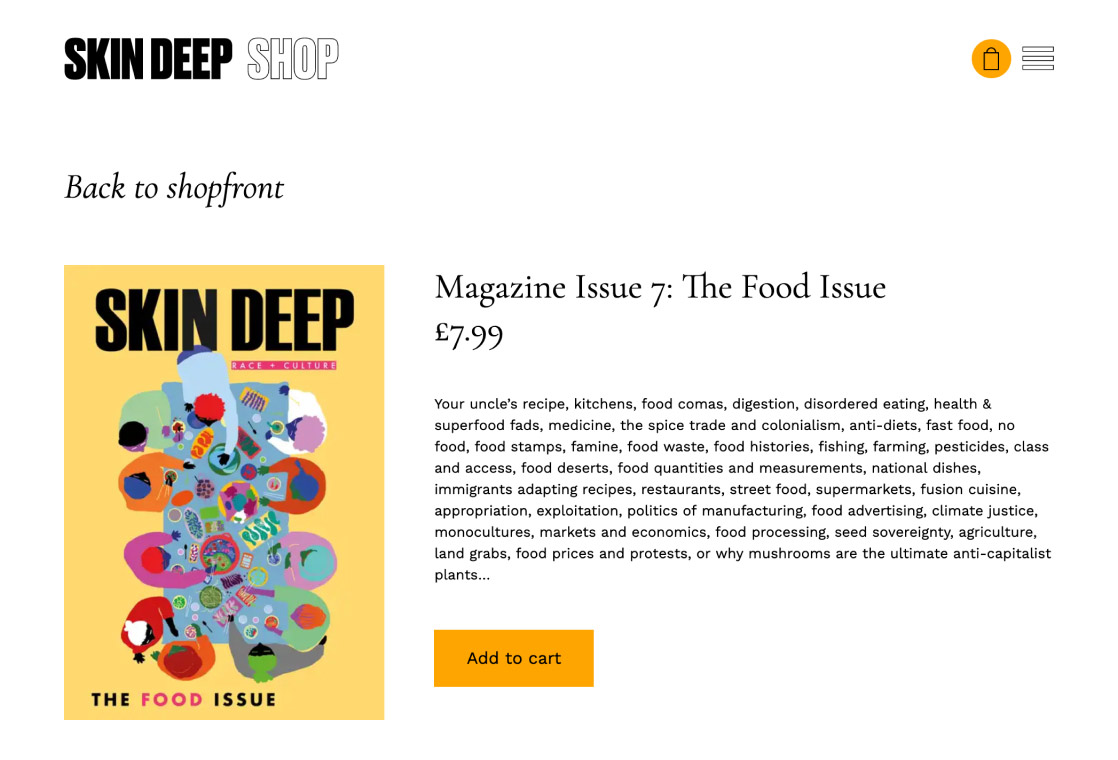 SKIN DEEP SHOP
Back to shopfront
SKIN DEEP
RACE + CULTURE
THE FOOD ISSUE
Magazine Issue 7: The Food Issue
£7.99
Your uncle’s recipe, kitchens, food comas, digestion, disordered eating, health &
superfood fads, medicine, the spice trade and colonialism, anti-diets, fast food, no
food, food stamps, famine, food waste, food histories, fishing, farming, pesticides, class
and access, food deserts, food quantities and measurements, national dishes,
immigrants adapting recipes, restaurants, street food, supermarkets, fusion cuisine,
appropriation, exploitation, politics of manufacturing, food advertising, climate justice,
monocultures, markets and economics, food processing, seed sovereignty, agriculture,
land grabs, food prices and protests, or why mushrooms are the ultimate anti-capitalist
plants…
Add to cart